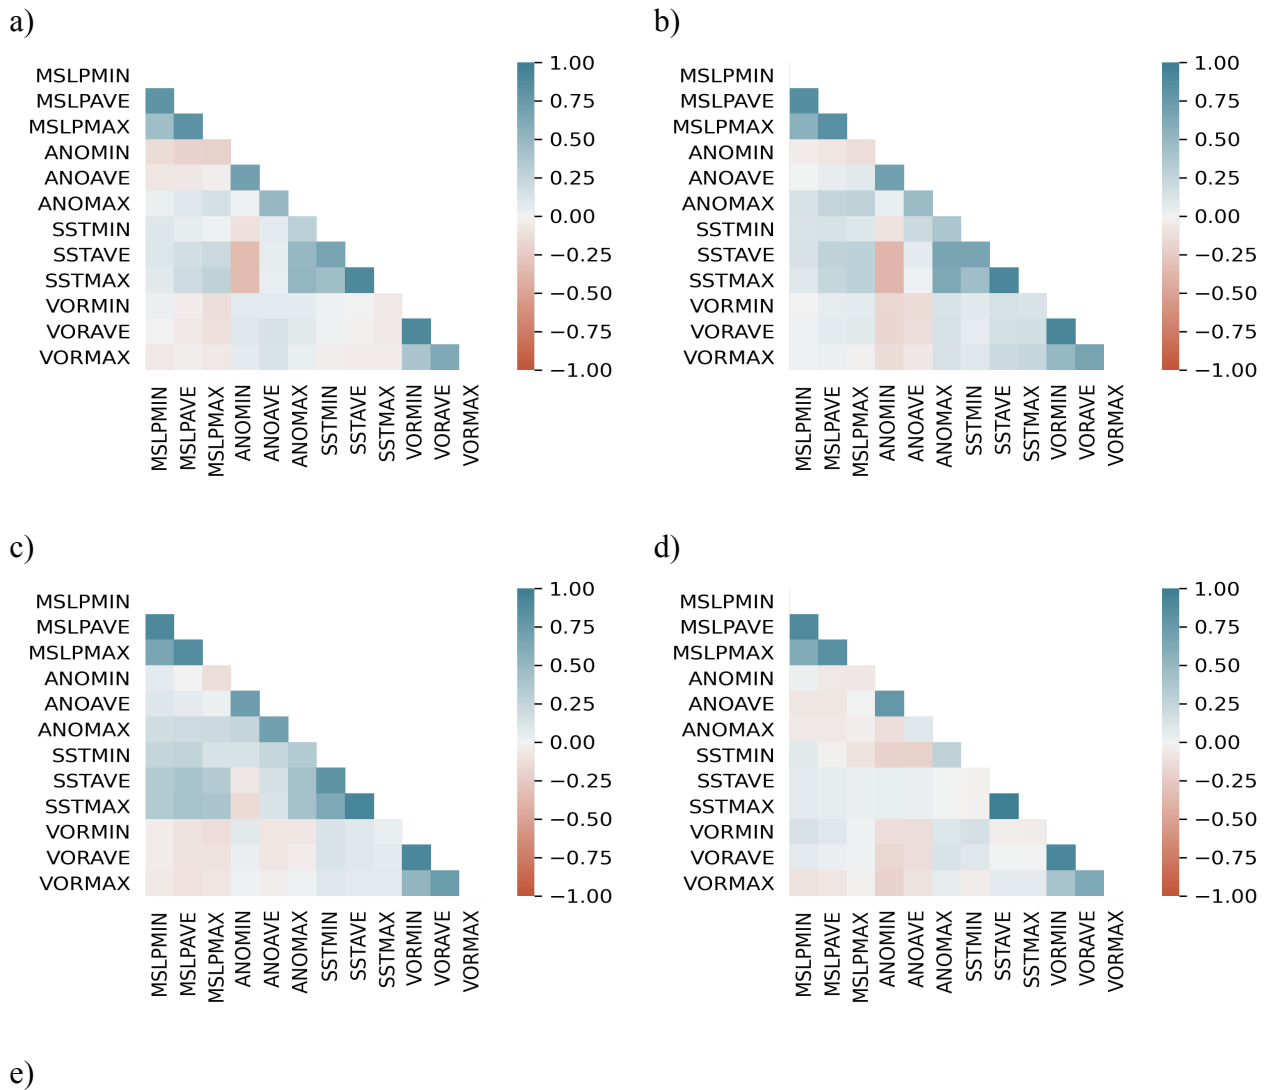 a)
MSLPMIN
MSLPAVE
MSLPMAX
ANOMIN
ANOAVE
ANOMAX
SSTMIN
SSTAVE
SSTMAX
VORMIN
VORAVE
VORMAX
MSLPMIN
MSLPAVE
MSLPMAX
ANOMIN
ANOAVE
ANOMAX
SSTMIN
SSTAVE
SSTMAX
VORMIN
VORAVE
VORMAX
1.00
0.75
0.50
0.25
0.00
−0.25
−0.50
−0.75
−1.00
b)
MSLPMIN
MSLPAVE
MSLPMAX
ANOMIN
ANOAVE
ANOMAX
SSTMIN
SSTAVE
SSTMAX
VORMIN
VORAVE
VORMAX
MSLPMIN
MSLPAVE
MSLPMAX
ANOMIN
ANOAVE
ANOMAX
SSTMIN
SSTAVE
SSTMAX
VORMIN
VORAVE
VORMAX
1.00
0.75
0.50
0.25
0.00
−0.25
−0.50
−0.75
−1.00
c)
MSLPMIN
MSLPAVE
MSLPMAX
ANOMIN
ANOAVE
ANOMAX
SSTMIN
SSTAVE
SSTMAX
VORMIN
VORAVE
VORMAX
MSLPMIN
MSLPAVE
MSLPMAX
ANOMIN
ANOAVE
ANOMAX
SSTMIN
SSTAVE
SSTMAX
VORMIN
VORAVE
VORMAX
1.00
0.75
0.50
0.25
0.00
−0.25
−0.50
−0.75
−1.00
d)
MSLPMIN
MSLPAVE
MSLPMAX
ANOMIN
ANOAVE
ANOMAX
SSTMIN
SSTAVE
SSTMAX
VORMIN
VORAVE
VORMAX
MSLPMIN
MSLPAVE
MSLPMAX
ANOMIN
ANOAVE
ANOMAX
SSTMIN
SSTAVE
SSTMAX
VORMIN
VORAVE
VORMAX
1.00
0.75
0.50
0.25
0.00
−0.25
−0.50
−0.75
−1.00
e)